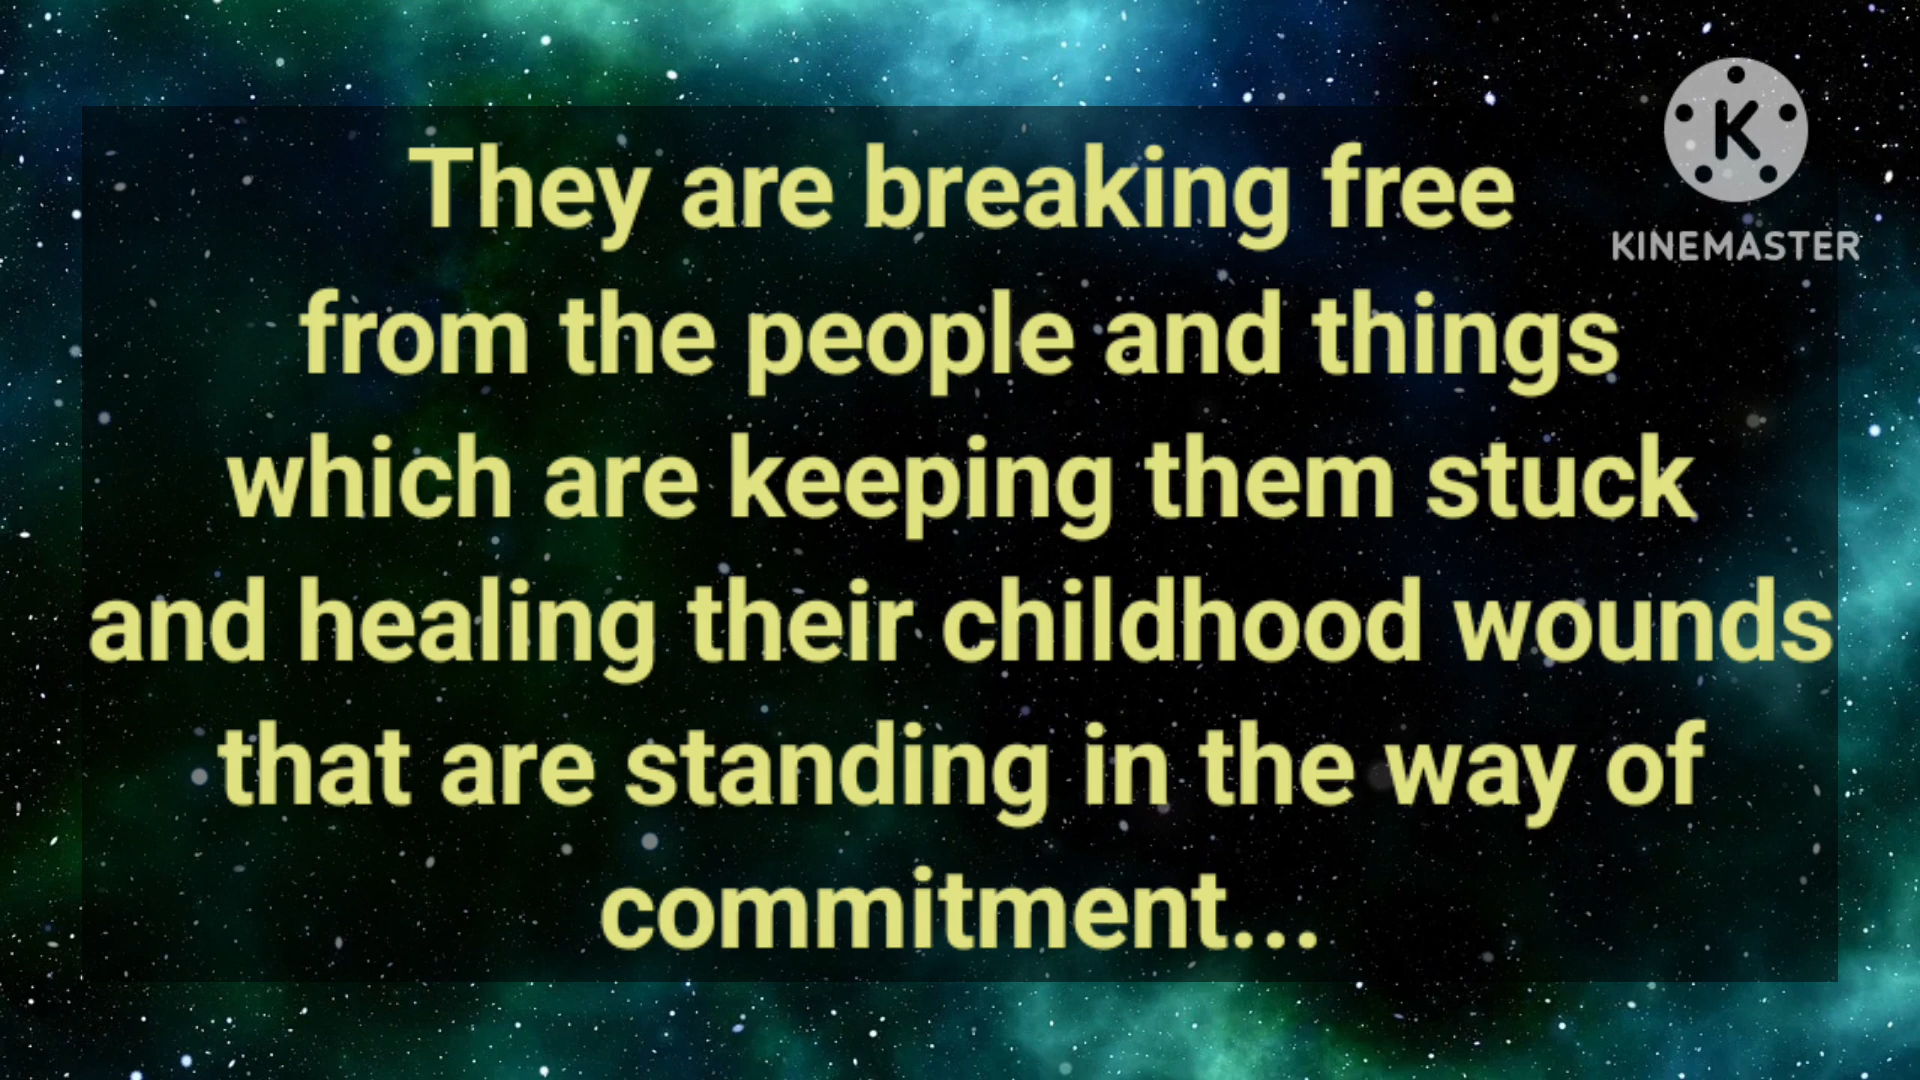 They are breaking free
from the people and things
which are keeping them stuck
and healing their childhood wounds
that are standing in the way of
commitment...
K
KINEMASTER